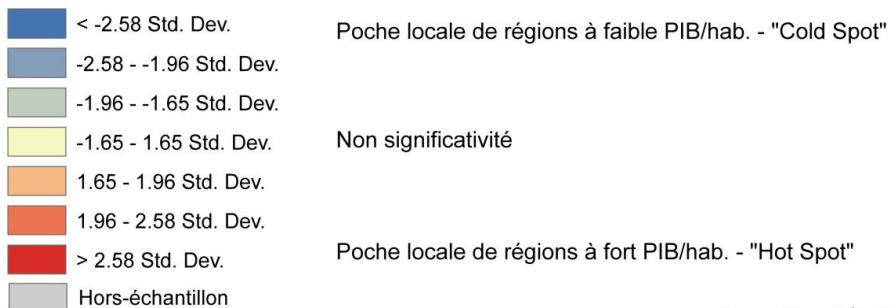 < -2.58 Std. Dev. Poche locale de régions à faible PIB/hab. - "Cold Spot"
-2.58 - -1.96 Std. Dev.
-1.96 - -1.65 Std. Dev.
-1.65 - 1.65 Std. Dev. Non significativité
1.65 - 1.96 Std. Dev.
1.96 - 2.58 Std. Dev.
> 2.58 Std. Dev. Poche locale de régions à fort PIB/hab. - "Hot Spot"
Hors-échantillon